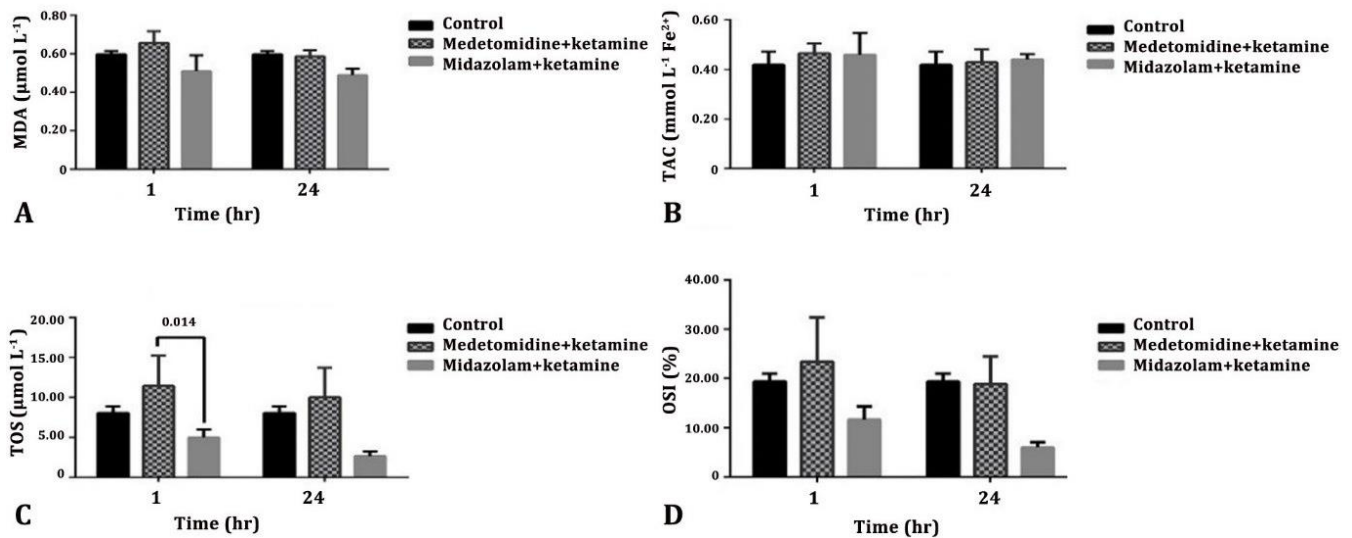 0.80
0.60
0.40
0.20
0
MDA (µmol L⁻¹)
1
24
Time (hr)
A
Control
Medetomidine+ketamine
Midazolam+ketamine
0.60
0.40
0.20
0
TAC (mmol L⁻¹ Fe²⁺)
1
24
Time (hr)
B
Control
Medetomidine+ketamine
Midazolam+ketamine
20.00
15.00
10.00
5.00
0
TOS (µmol L⁻¹)
0.014
1
24
Time (hr)
C
Control
Medetomidine+ketamine
Midazolam+ketamine
40.00
30.00
20.00
10.00
0
OSI (%)
1
24
Time (hr)
D
Control
Medetomidine+ketamine
Midazolam+ketamine